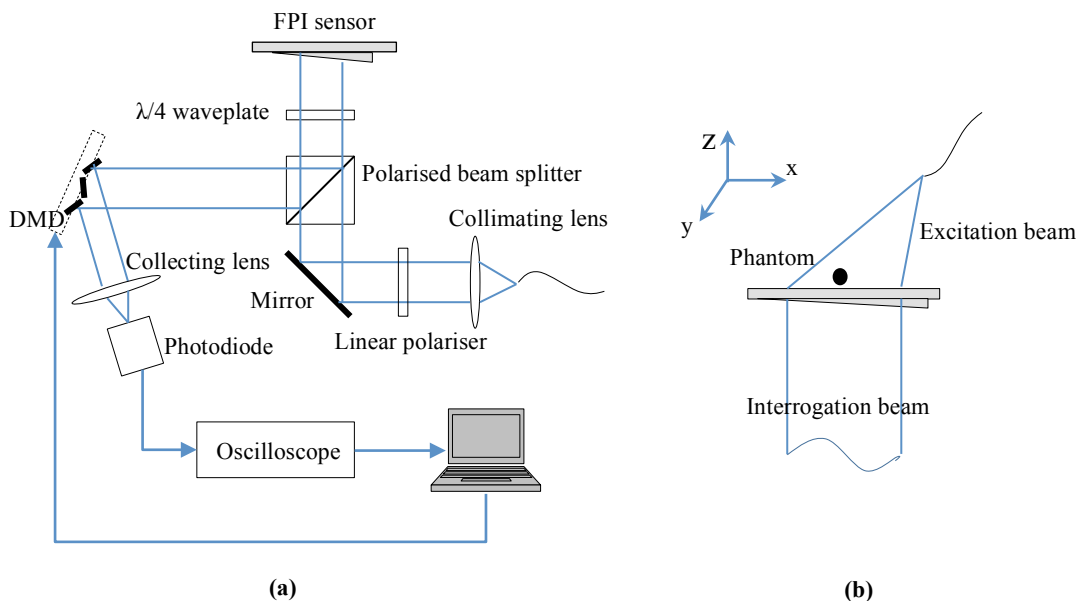 FPI sensor
λ/4 waveplate
Polarised beam splitter
DMD
Collimating lens
Collecting lens
Mirror
Linear polariser
Photodiode
Oscilloscope
(a)
z
x
y
Excitation beam
Phantom
Interrogation beam
(b)